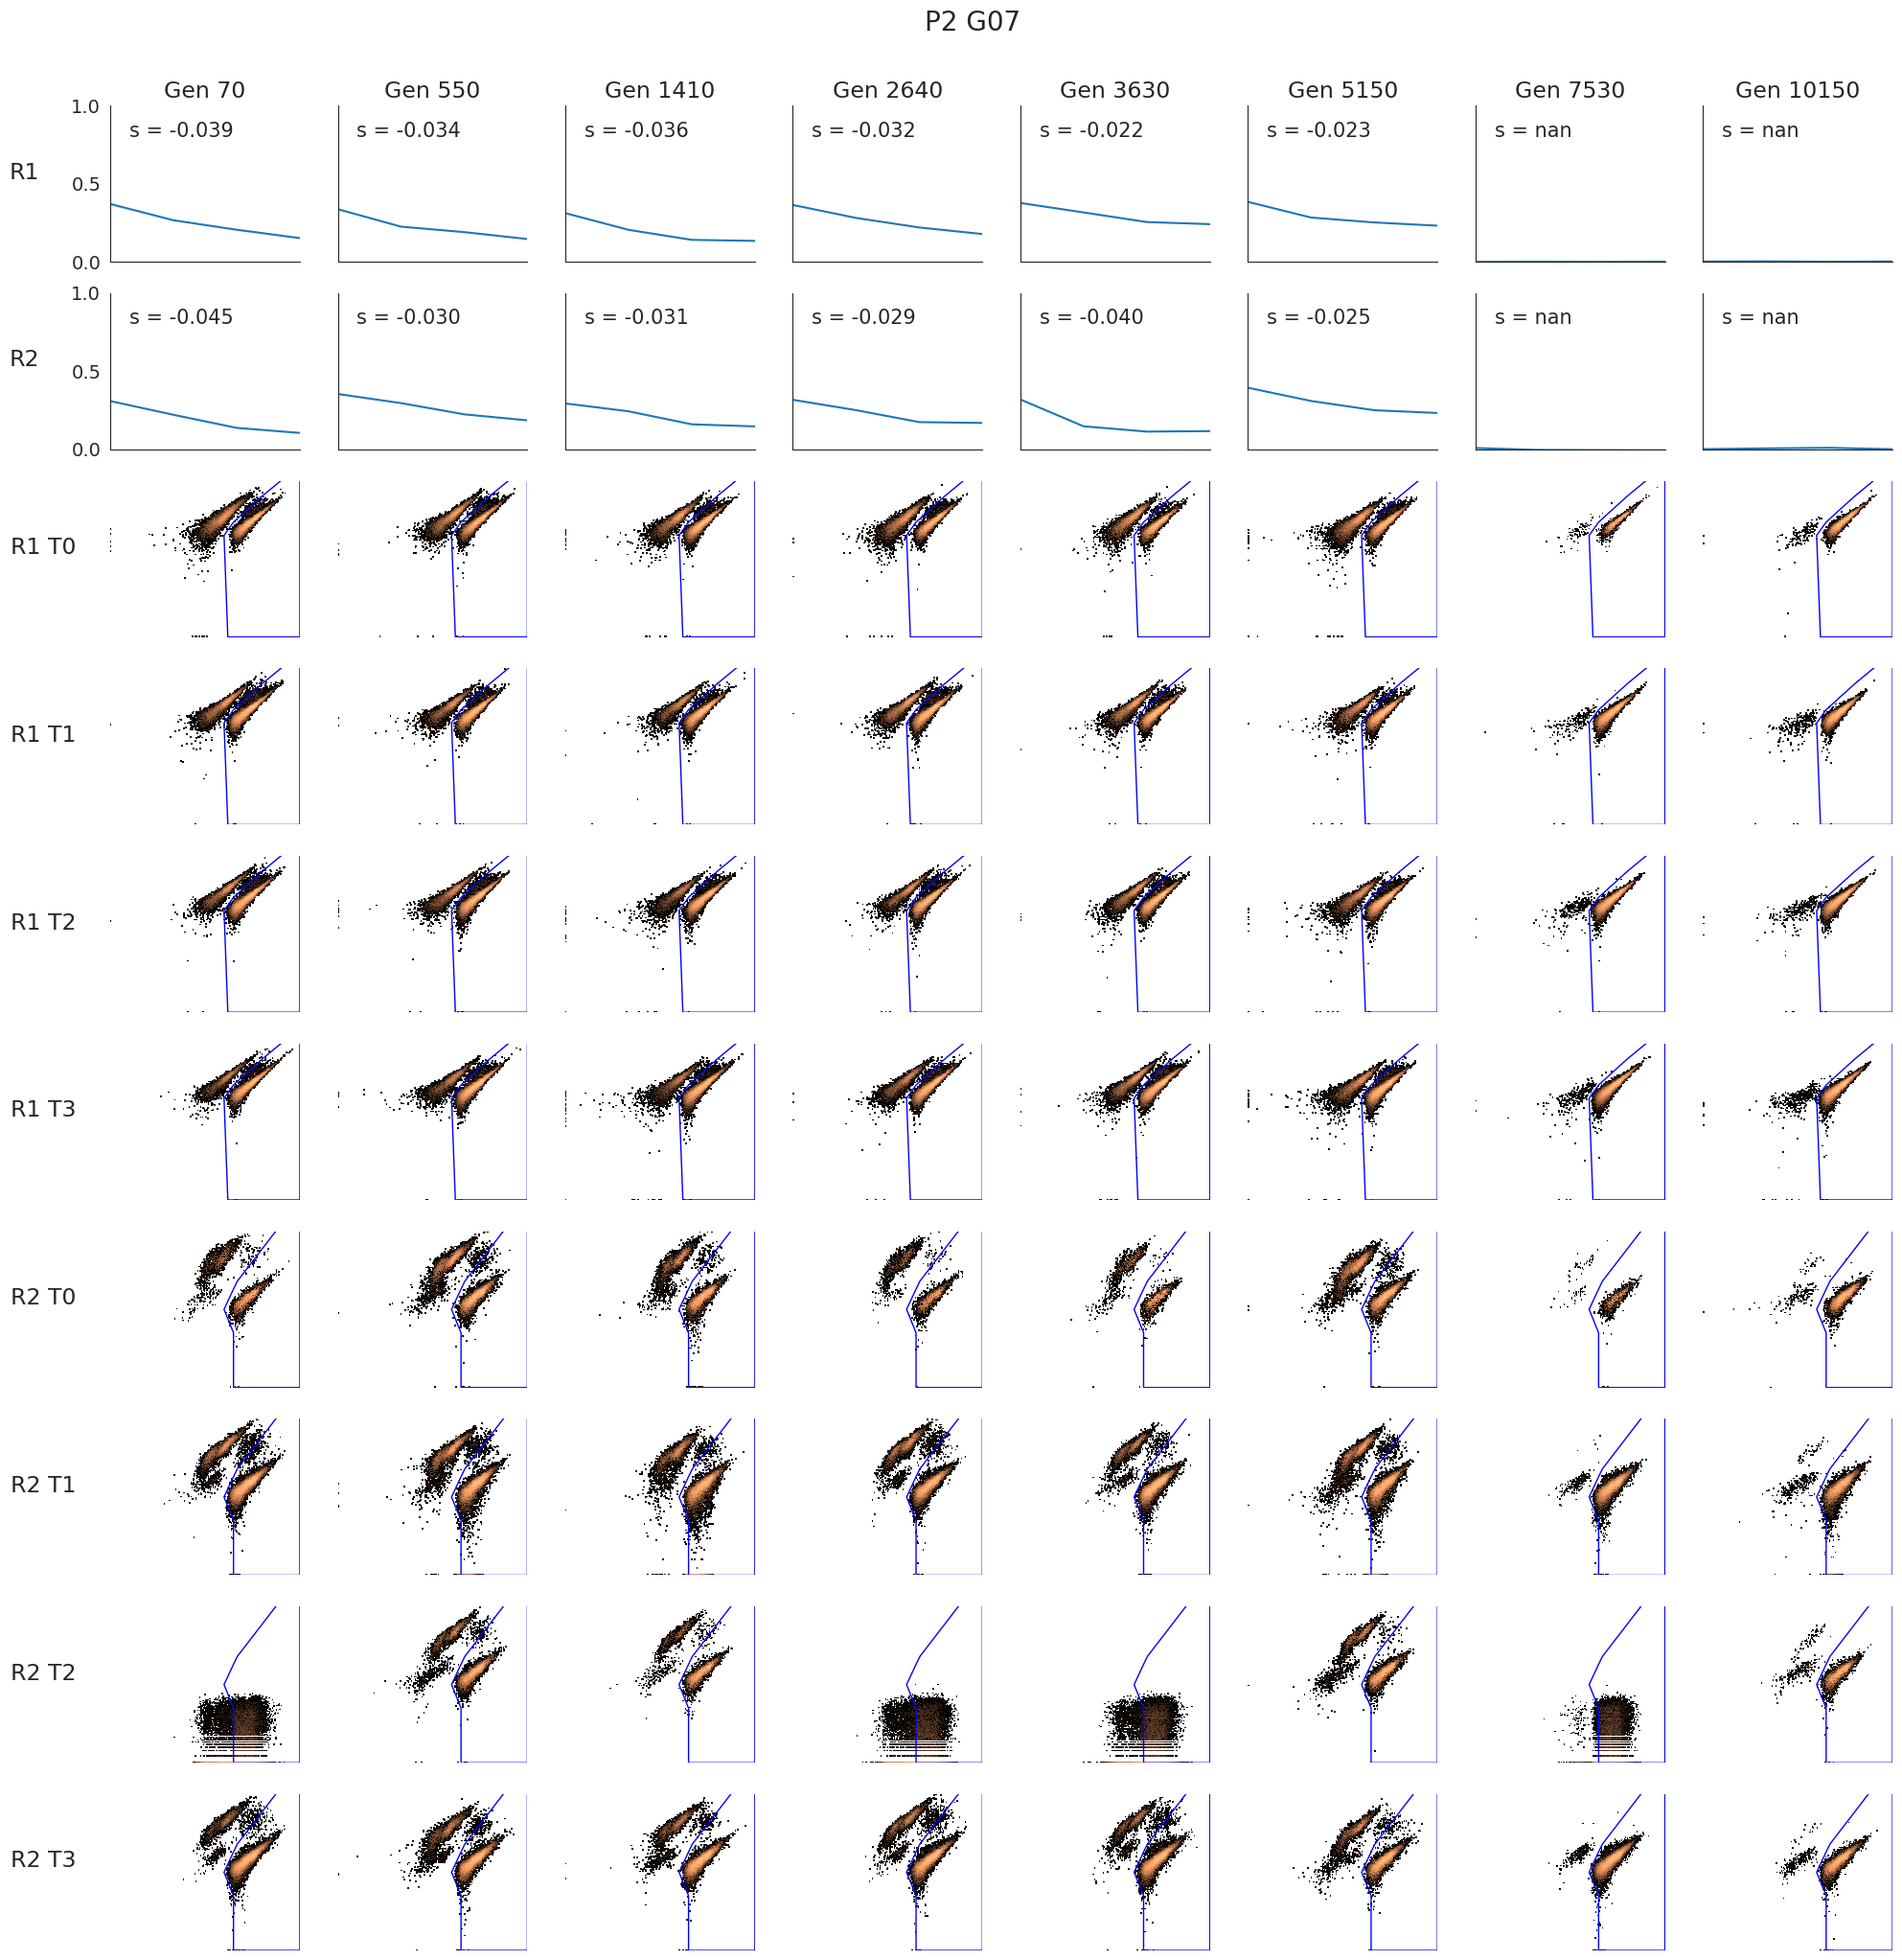 P2 G07
Gen 70 Gen 550 Gen 1410 Gen 2640 Gen 3630 Gen 5150 Gen 7530 Gen 10150
1.0
s = -0.039 s = -0.034 s = -0.036 s = -0.032 s = -0.022 s = -0.023 s = nan s = nan
R1
0.5
0.0
1.0
s = -0.045 s = -0.030 s = -0.031 s = -0.029 s = -0.040 s = -0.025 s = nan s = nan
R2
0.5
0.0
R1 T0
R1 T1
R1 T2
R1 T3
R2 T0
R2 T1
R2 T2
R2 T3